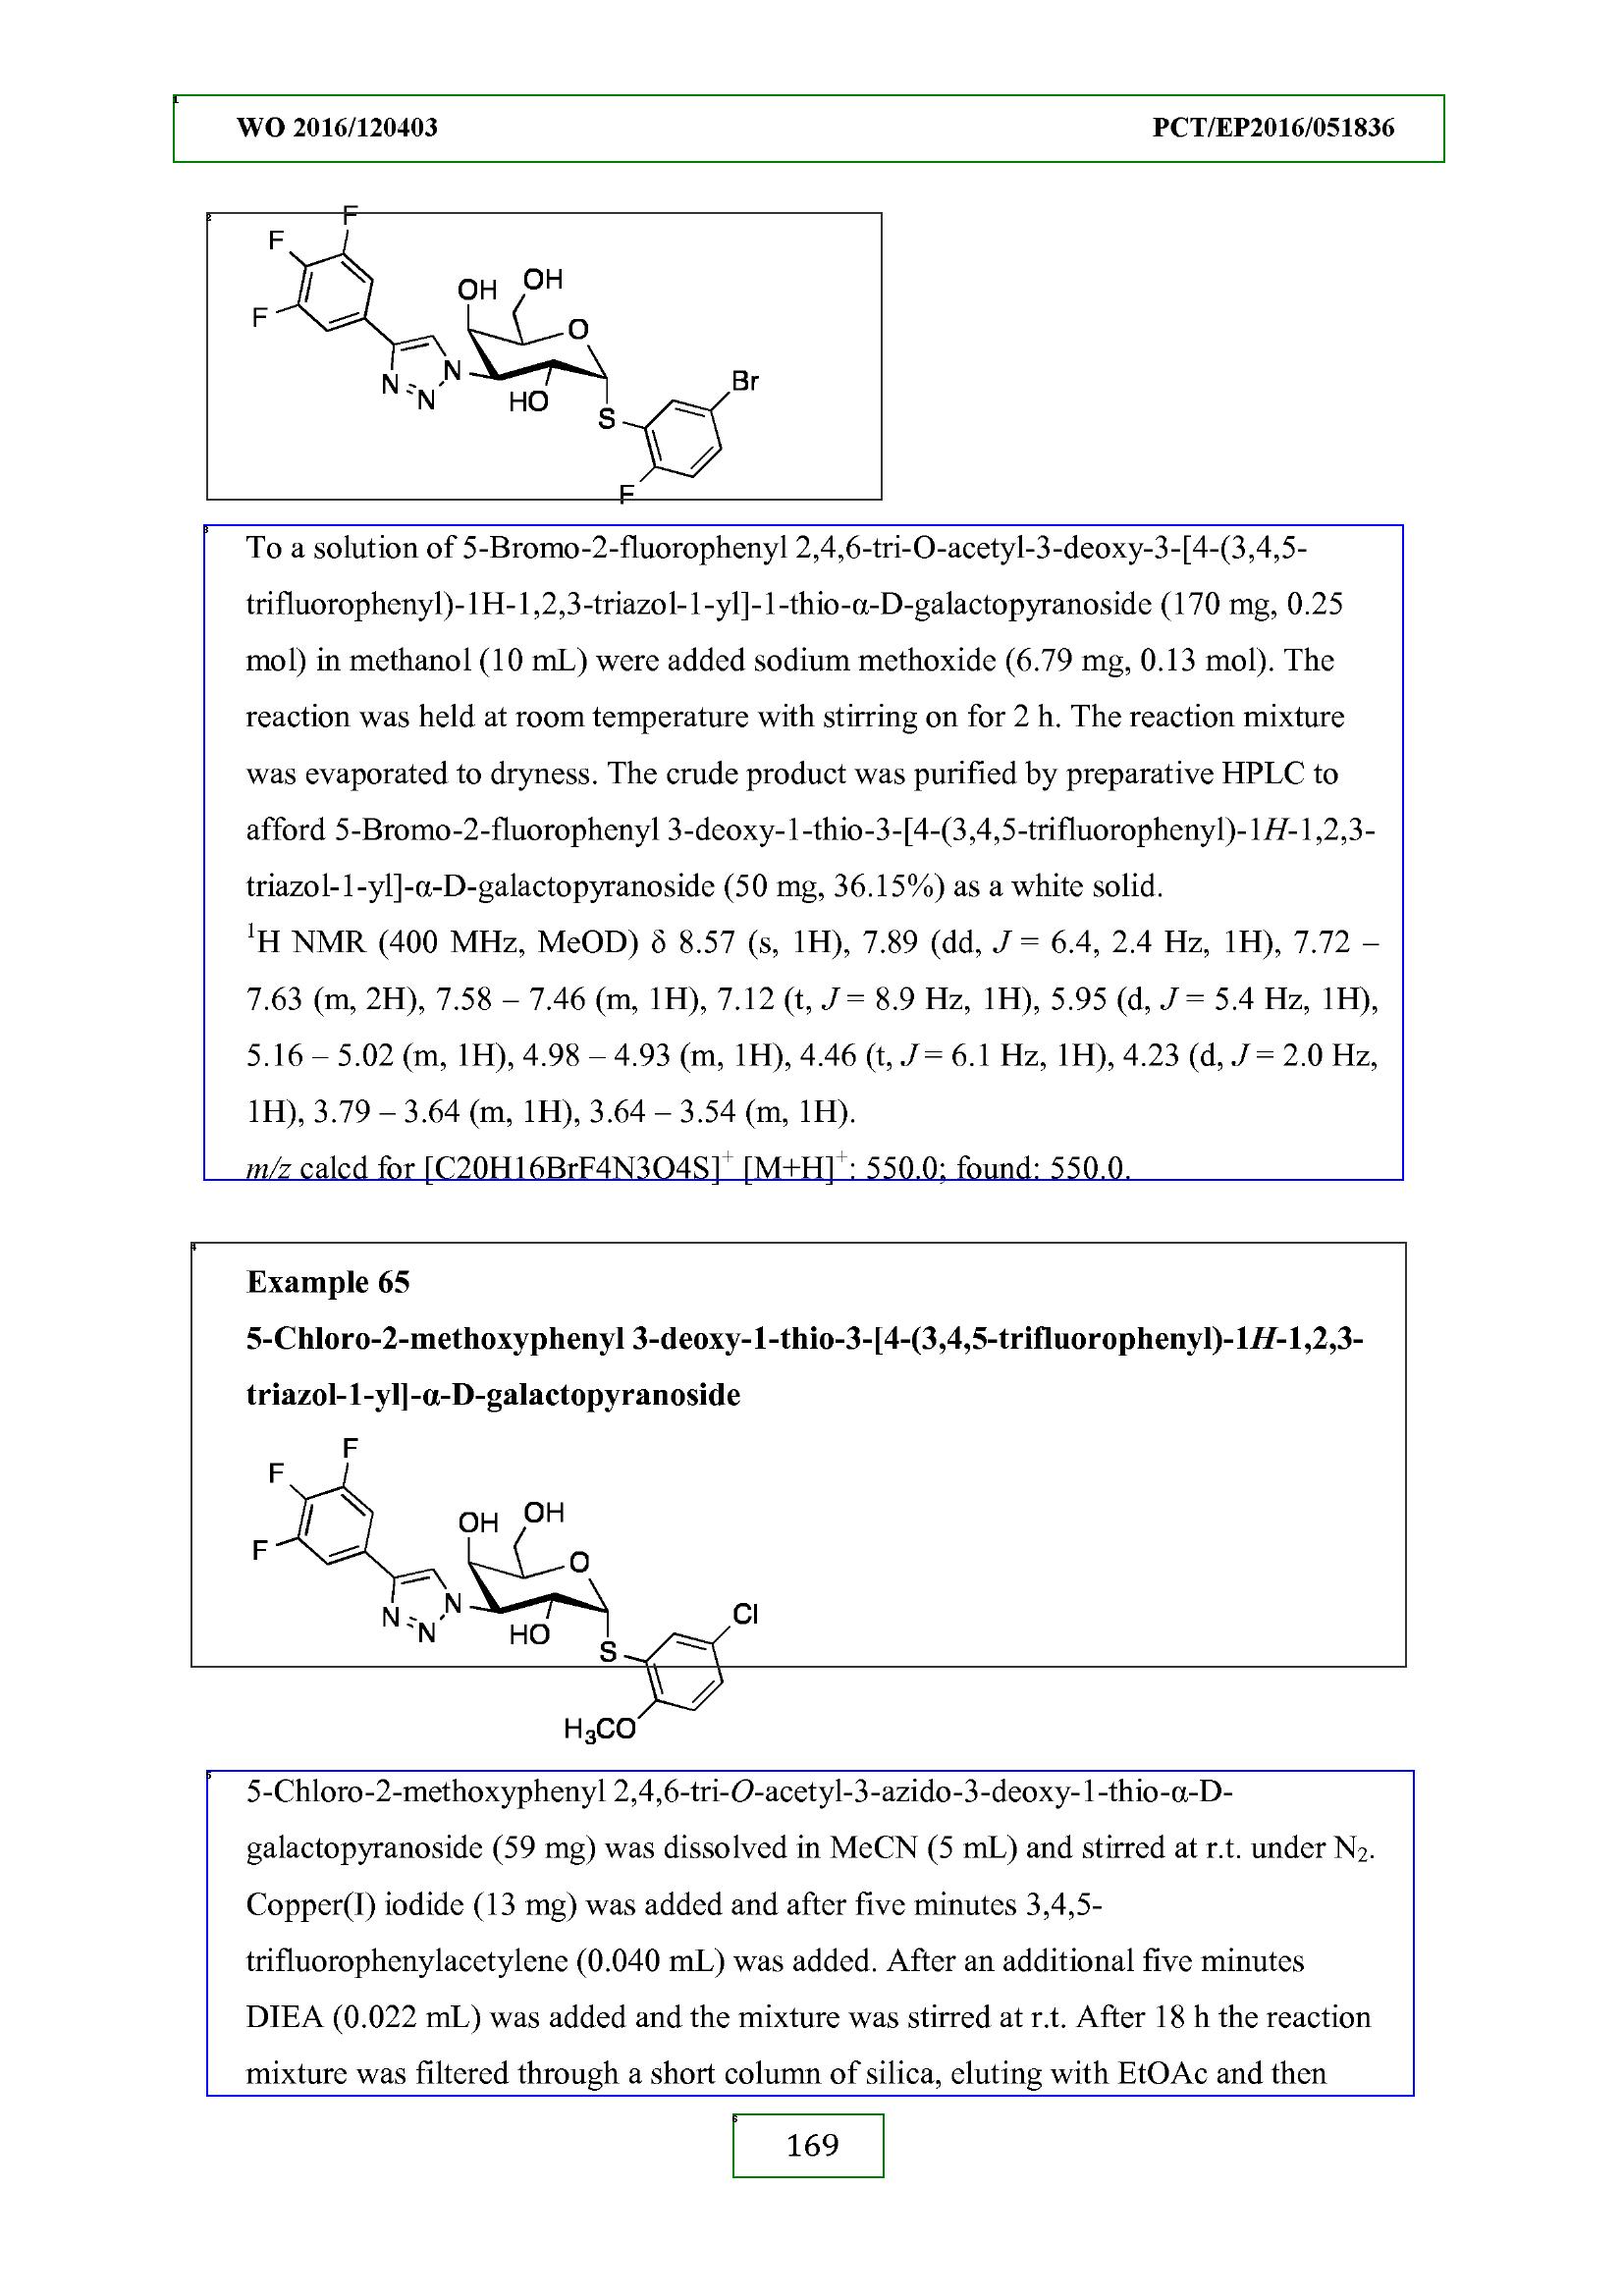 WO 2016/120403 PCT/EP2016/051836
F
F
F
OH
OH
O
N
N
N
HO
S
Br
F
To a solution of 5-Bromo-2-fluorophenyl 2,4,6-tri-O-acetyl-3-deoxy-3-[4-(3,4,5-
trifluorophenyl)-1H-1,2,3-triazol-1-yl]-1-thio-α-D-galactopyranoside (170 mg, 0.25
mol) in methanol (10 mL) were added sodium methoxide (6.79 mg, 0.13 mol). The
reaction was held at room temperature with stirring on for 2 h. The reaction mixture
was evaporated to dryness. The crude product was purified by preparative HPLC to
afford 5-Bromo-2-fluorophenyl 3-deoxy-1-thio-3-[4-(3,4,5-trifluorophenyl)-1H-1,2,3-
triazol-1-yl]-α-D-galactopyranoside (50 mg, 36.15%) as a white solid.
¹H NMR (400 MHz, MeOD) δ 8.57 (s, 1H), 7.89 (dd, J = 6.4, 2.4 Hz, 1H), 7.72 –
7.63 (m, 2H), 7.58 – 7.46 (m, 1H), 7.12 (t, J = 8.9 Hz, 1H), 5.95 (d, J = 5.4 Hz, 1H),
5.16 – 5.02 (m, 1H), 4.98 – 4.93 (m, 1H), 4.46 (t, J = 6.1 Hz, 1H), 4.23 (d, J = 2.0 Hz,
1H), 3.79 – 3.64 (m, 1H), 3.64 – 3.54 (m, 1H).
m/z calcd for [C20H16BrF4N3O4S]⁺ [M+H]⁺: 550.0; found: 550.0.
Example 65
5-Chloro-2-methoxyphenyl 3-deoxy-1-thio-3-[4-(3,4,5-trifluorophenyl)-1H-1,2,3-
triazol-1-yl]-α-D-galactopyranoside
F
F
F
OH
OH
O
N
N
N
HO
S
Cl
H₃CO
5-Chloro-2-methoxyphenyl 2,4,6-tri-O-acetyl-3-azido-3-deoxy-1-thio-α-D-
galactopyranoside (59 mg) was dissolved in MeCN (5 mL) and stirred at r.t. under N₂.
Copper(I) iodide (13 mg) was added and after five minutes 3,4,5-
trifluorophenylacetylene (0.040 mL) was added. After an additional five minutes
DIEA (0.022 mL) was added and the mixture was stirred at r.t. After 18 h the reaction
mixture was filtered through a short column of silica, eluting with EtOAc and then
169